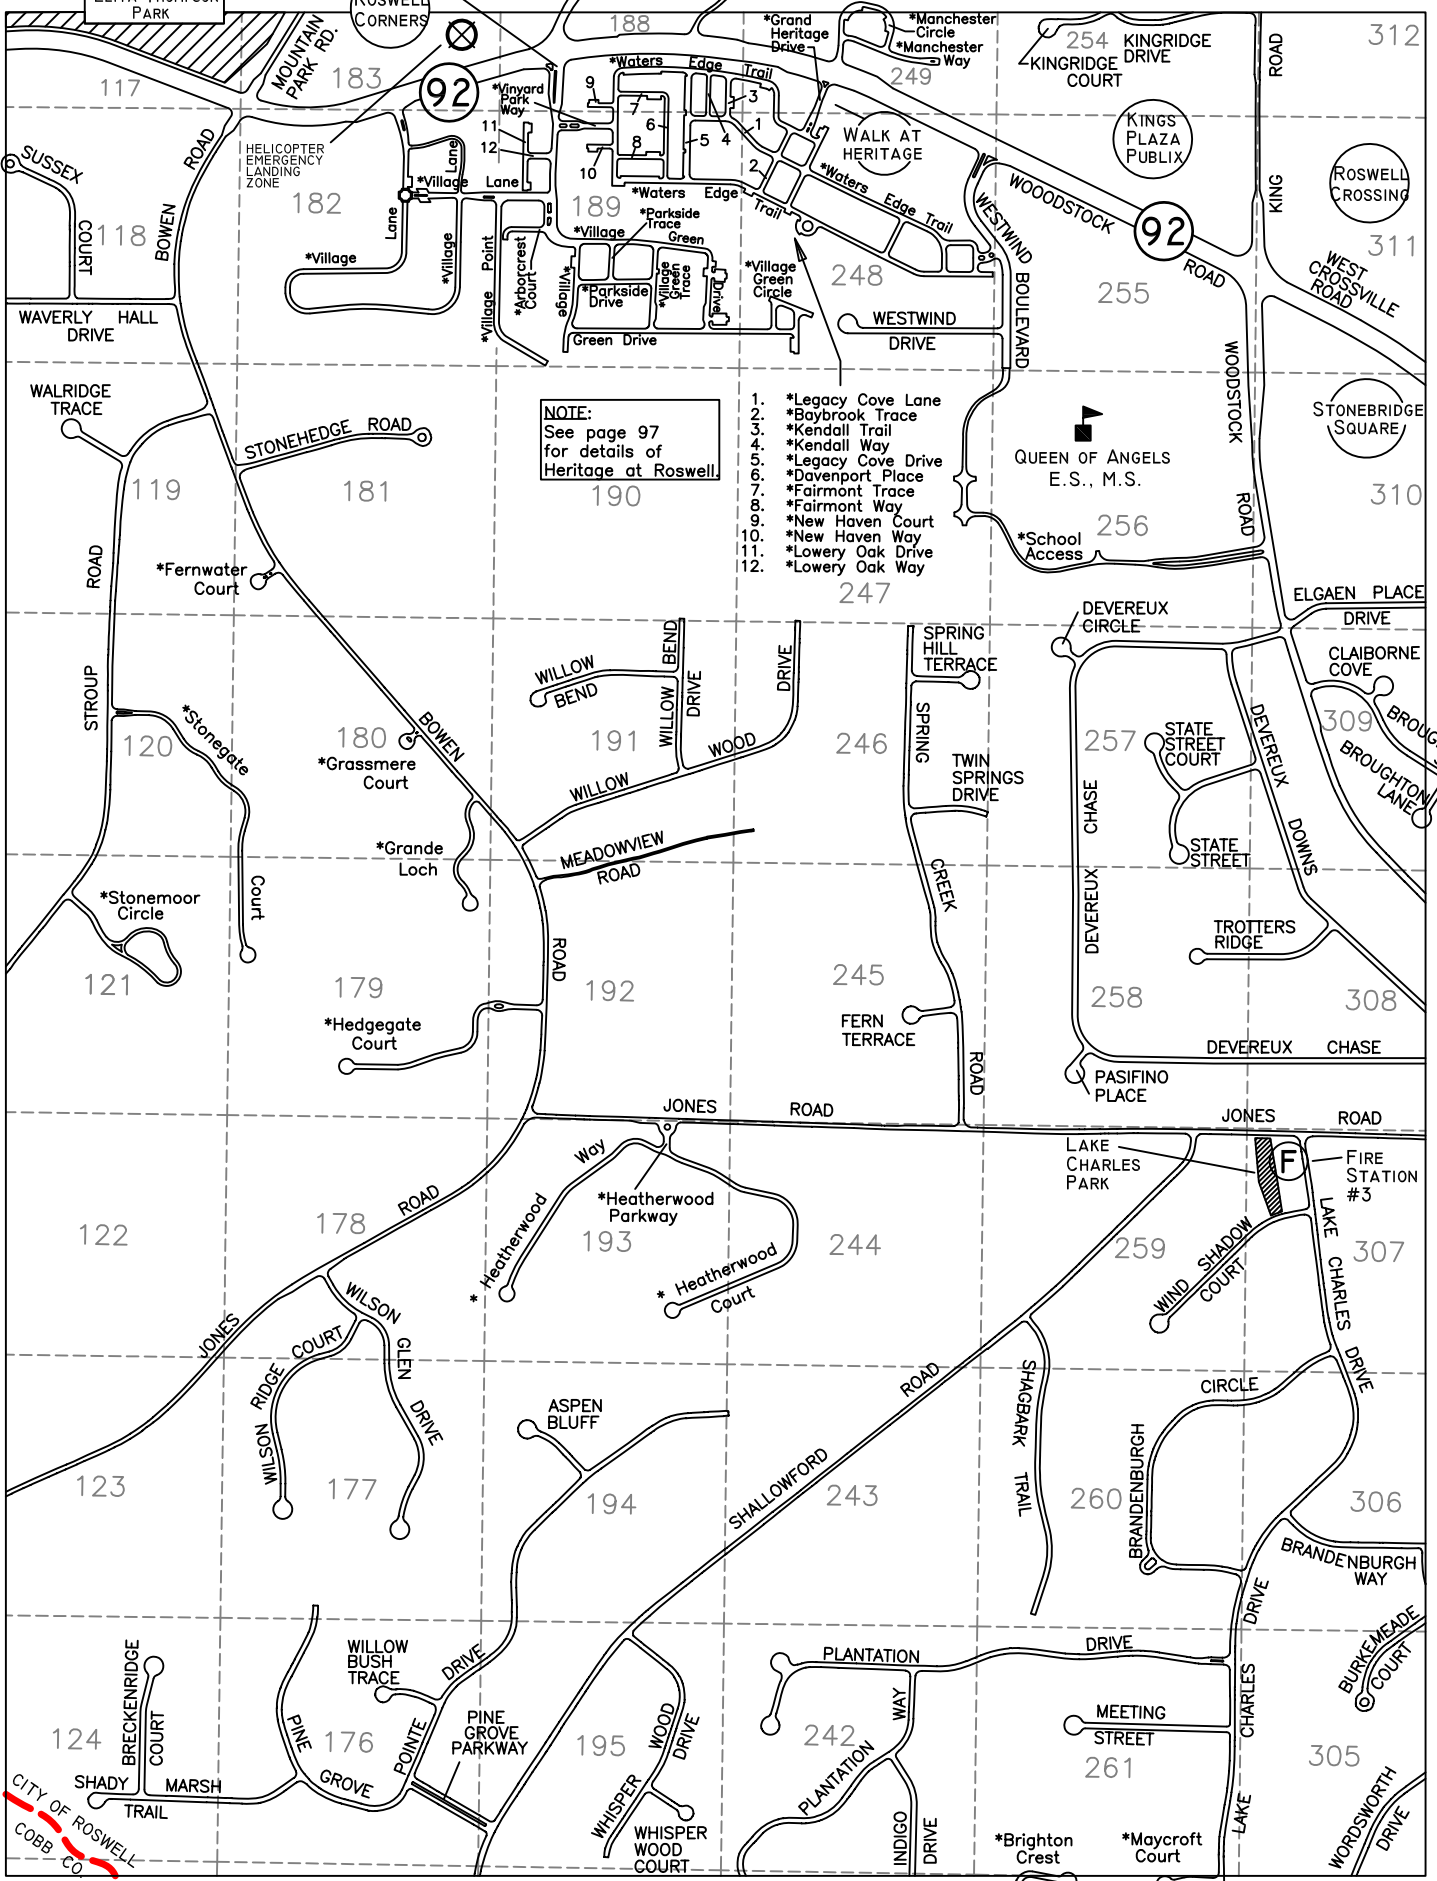 PARK
ROSWELL
CORNERS
MOUNTAIN
PARK RD.
117
183
188
*Grand
Heritage
Drive
*Manchester
Circle
*Manchester
Way
249
254
KINGRIDGE
DRIVE
KINGRIDGE
COURT
ROAD
312
92
*Vinyard
Park
Way
*Waters Edge Trail
9
7
3
11
12
6
8
5
4
1
2
10
WALK AT
HERITAGE
KINGS
PLAZA
PUBLIX
ROSWELL
CROSSING
HELICOPTER
EMERGENCY
LANDING
ZONE
SUSSEX
COURT
118
BOWEN
ROAD
182
Lane
*Village Lane
Lane
*Village
*Village
*Village Point
189
*Waters Edge
Trail
*Waters
Edge Trail
*Parkside
Trace
*Village
Green
*Arborcrest
Court
*Village
*Parkside
Drive
*Village
Green
Trace
Drive
*Village
Green
Circle
Green Drive
248
WESTWIND
BOULEVARD
WOOODSTOCK
92
ROAD
KING
311
WEST
CROSSVILLE
ROAD
255
WAVERLY HALL
DRIVE
WESTWIND
DRIVE
WALRIDGE
TRACE
STONEHEDGE ROAD
NOTE:
See page 97
for details of
Heritage at Roswell.
1. *Legacy Cove Lane
2. *Baybrook Trace
3. *Kendall Trail
4. *Kendall Way
5. *Legacy Cove Drive
6. *Davenport Place
7. *Fairmont Trace
8. *Fairmont Way
9. *New Haven Court
10. *New Haven Way
11. *Lowery Oak Drive
12. *Lowery Oak Way
WOODSTOCK
ROAD
STONEBRIDGE
SQUARE
QUEEN OF ANGELS
E.S., M.S.
119
181
190
247
256
310
*School
Access
ROAD
STROUP
*Fernwater
Court
ELGAEN PLACE
DRIVE
DEVEREUX
CIRCLE
CLAIBORNE
COVE
WILLOW
BEND
WILLOW
BEND
DRIVE
DRIVE
SPRING
HILL
TERRACE
SPRING
120
*Stonegate
Court
180
*Grassmere
Court
BOWEN
191
WILLOW
WOOD
246
TWIN
SPRINGS
DRIVE
257
STATE
STREET
COURT
DEVEREUX
DOWNS
309
BROUGHTON
LANE
CHASE
DEVEREUX
STATE
STREET
*Grande
Loch
MEADOWVIEW
ROAD
CREEK
*Stonemoor
Circle
121
179
ROAD
192
245
258
TROTTERS
RIDGE
308
*Hedgegate
Court
FERN
TERRACE
ROAD
DEVEREUX CHASE
PASIFINO
PLACE
JONES ROAD
JONES ROAD
LAKE
CHARLES
PARK
F
FIRE
STATION
#3
Way
* Heatherwood
*Heatherwood
Parkway
ROAD
122
178
193
244
259
307
* Heatherwood
Court
WIND SHADOW
COURT
LAKE CHARLES
DRIVE
JONES
WILSON
GLEN
DRIVE
WILSON
RIDGE
COURT
ASPEN
BLUFF
ROAD
SHAGBARK TRAIL
CIRCLE
BRANDENBURGH
123
177
194
SHALLOWFORD
243
260
306
BRANDENBURGH
WAY
DRIVE
WILLOW
BUSH
TRACE
DRIVE
PLANTATION
DRIVE
BURKEMEADE
COURT
BRECKENRIDGE
COURT
124
PINE
GROVE
176
POINTE
PINE
GROVE
PARKWAY
195
WOOD
DRIVE
WHISPER
WAY
242
PLANTATION
MEETING
STREET
261
CHARLES
LAKE
305
SHADY MARSH
TRAIL
CITY OF ROSWELL
COBB CO.
WHISPER
WOOD
COURT
INDIGO
DRIVE
*Brighton
Crest
*Maycroft
Court
WORDSWORTH
DRIVE